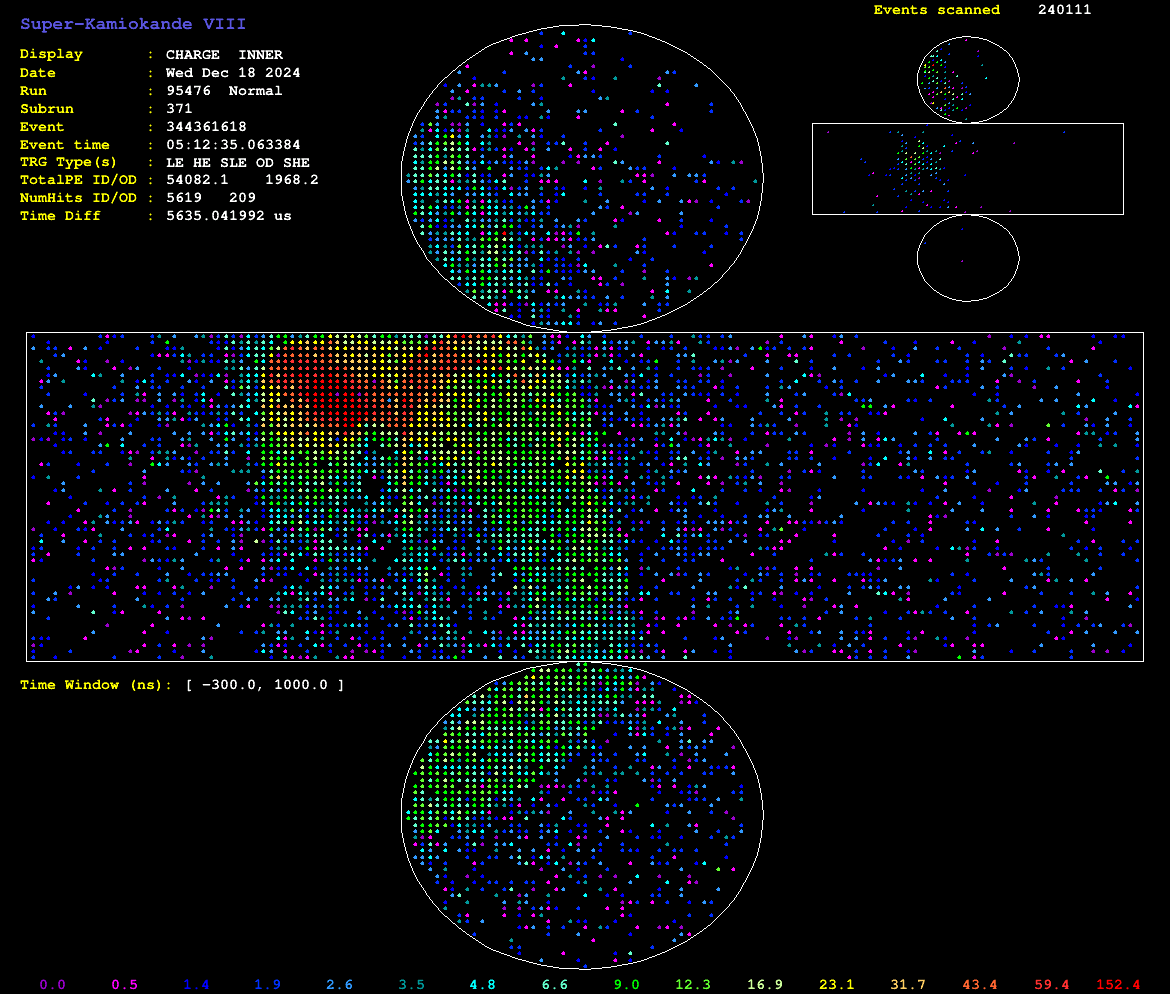 Super-Kamiokande VIII
Events scanned 240111
Display : CHARGE INNER
Date : Wed Dec 18 2024
Run : 95476 Normal
Subrun : 371
Event : 344361618
Event time : 05:12:35.063384
TRG Type(s) : LE HE SLE OD SHE
TotalPE ID/OD : 54082.1 1968.2
NumHits ID/OD : 5619 209
Time Diff : 5635.041992 us
Time Window (ns): [ -300.0, 1000.0 ]
0.0 0.5 1.4 1.9 2.6 3.5 4.8 6.6 9.0 12.3 16.9 23.1 31.7 43.4 59.4 152.4